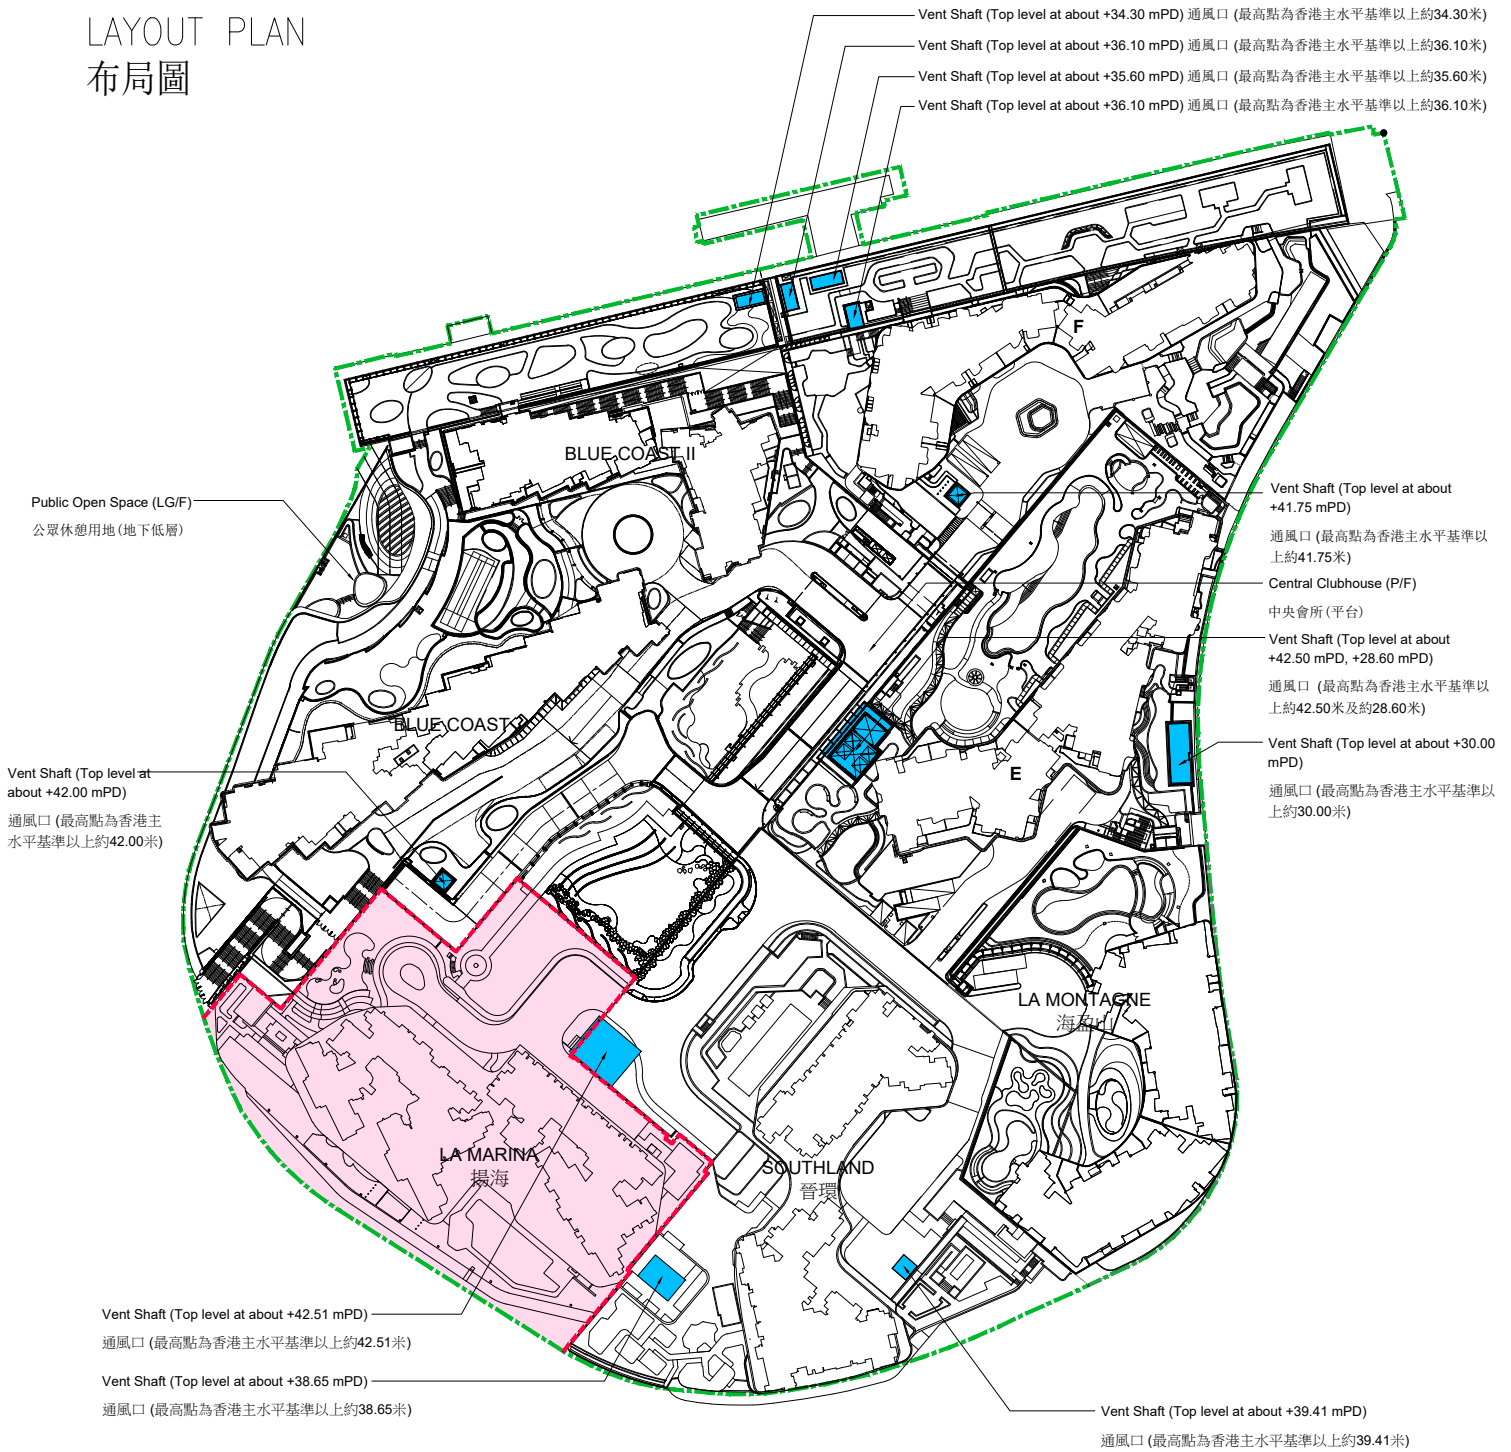 LAYOUT PLAN
布局圖
Vent Shaft (Top level at about +34.30 mPD) 通風口 (最高點為香港主水平基準以上約34.30米)
Vent Shaft (Top level at about +36.10 mPD) 通風口 (最高點為香港主水平基準以上約36.10米)
Vent Shaft (Top level at about +35.60 mPD) 通風口 (最高點為香港主水平基準以上約35.60米)
Vent Shaft (Top level at about +36.10 mPD) 通風口 (最高點為香港主水平基準以上約36.10米)
F
BLUE COAST II
Public Open Space (LG/F)
公眾休憩用地(地下低層)
Vent Shaft (Top level at about
+41.75 mPD)
通風口 (最高點為香港主水平基準以
上約41.75米)
Central Clubhouse (P/F)
中央會所(平台)
Vent Shaft (Top level at about
+42.50 mPD, +28.60 mPD)
通風口 (最高點為香港主水平基準以
上約42.50米及約28.60米)
BLUE COAST
Vent Shaft (Top level at about +30.00
mPD)
通風口 (最高點為香港主水平基準以
上約30.00米)
E
Vent Shaft (Top level at
about +42.00 mPD)
通風口 (最高點為香港主
水平基準以上約42.00米)
LA MONTAGNE
海盈山
LA MARINA
揚海
SOUTHLAND
晉環
Vent Shaft (Top level at about +42.51 mPD)
通風口 (最高點為香港主水平基準以上約42.51米)
Vent Shaft (Top level at about +38.65 mPD)
通風口 (最高點為香港主水平基準以上約38.65米)
Vent Shaft (Top level at about +39.41 mPD)
通風口 (最高點為香港主水平基準以上約39.41米)